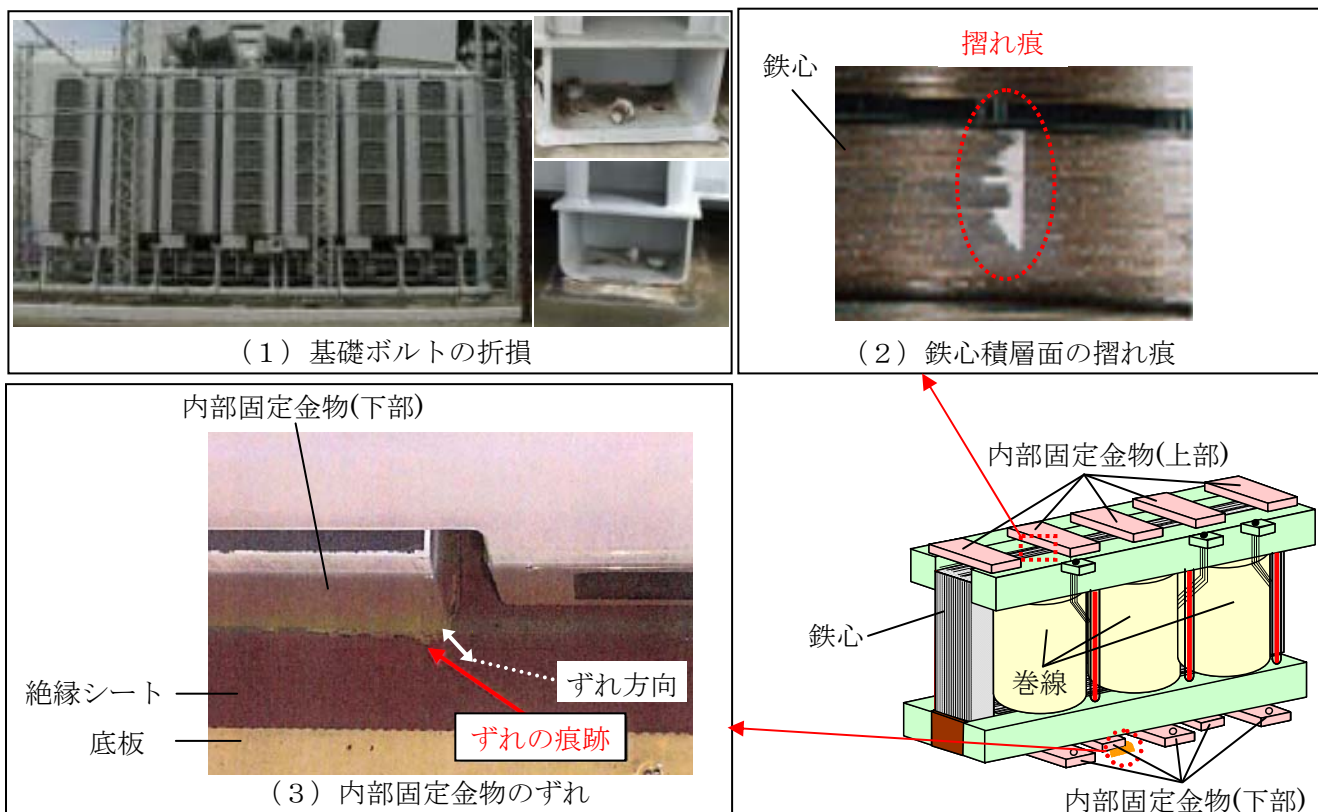 摺れ痕
鉄心
（１）基礎ボルトの折損
（２）鉄心積層面の摺れ痕
内部固定金物(下部)
絶縁シート
底板
ずれ方向
ずれの痕跡
（３）内部固定金物のずれ
内部固定金物(上部)
鉄心
巻線
内部固定金物(下部)